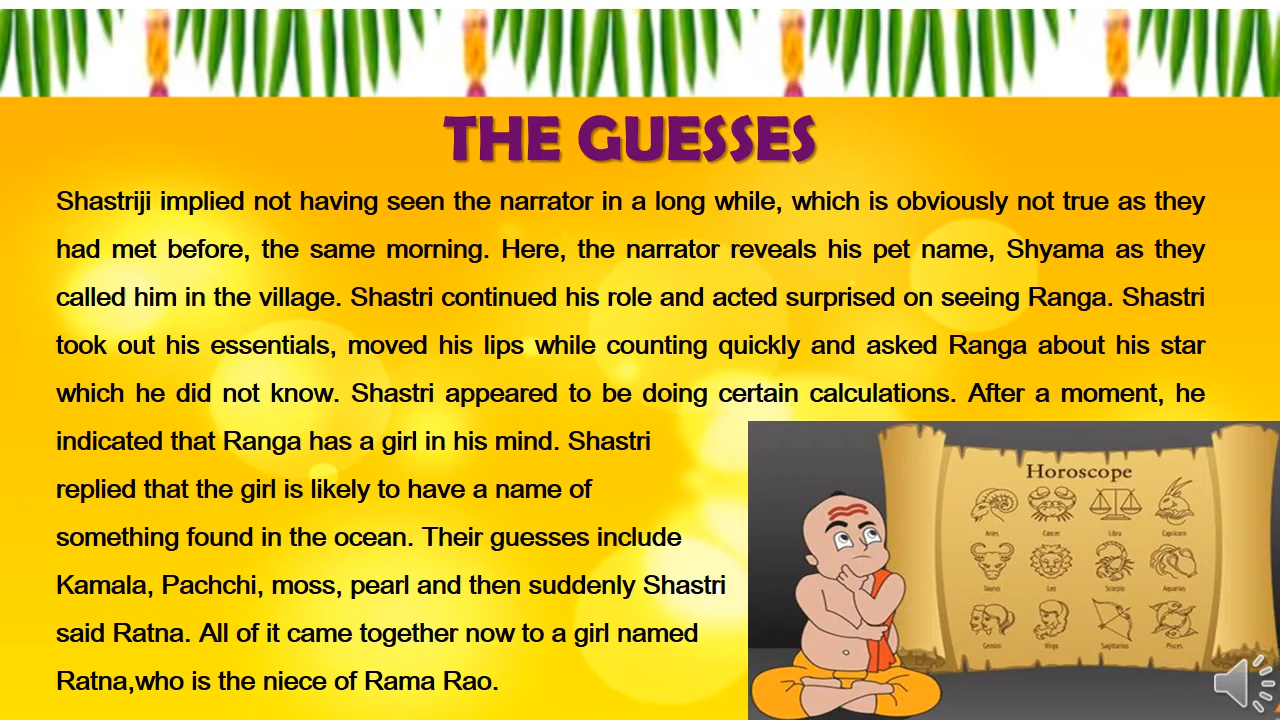 THE GUESSES
Shastriji implied not having seen the narrator in a long while, which is obviously not true as they
had met before, the same morning. Here, the narrator reveals his pet name, Shyama as they
called him in the village. Shastri continued his role and acted surprised on seeing Ranga. Shastri
took out his essentials, moved his lips while counting quickly and asked Ranga about his star
which he did not know. Shastri appeared to be doing certain calculations. After a moment, he
indicated that Ranga has a girl in his mind. Shastri
replied that the girl is likely to have a name of
something found in the ocean. Their guesses include
Kamala, Pachchi, moss, pearl and then suddenly Shastri
said Ratna. All of it came together now to a girl named
Ratna,who is the niece of Rama Rao.
Horoscope
Aries Cancer Libra Capricorn
Taurus Leo Scorpio Aquarius
Gemini Virgo Sagittarius Pisces